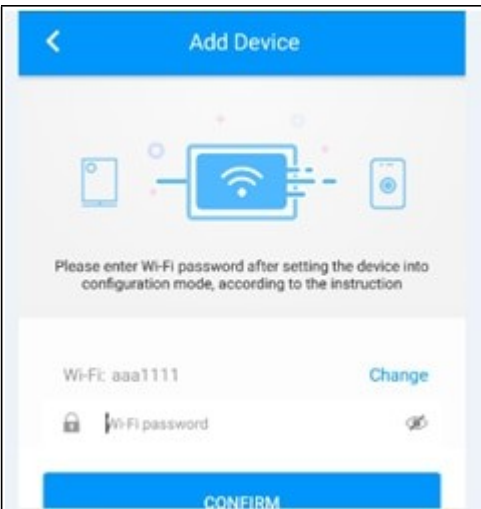 Add Device
Please enter Wi-Fi password after setting the device into
configuration mode, according to the instruction
Wi-Fi: aaa1111 Change
Wi-Fi password
CONFIRM